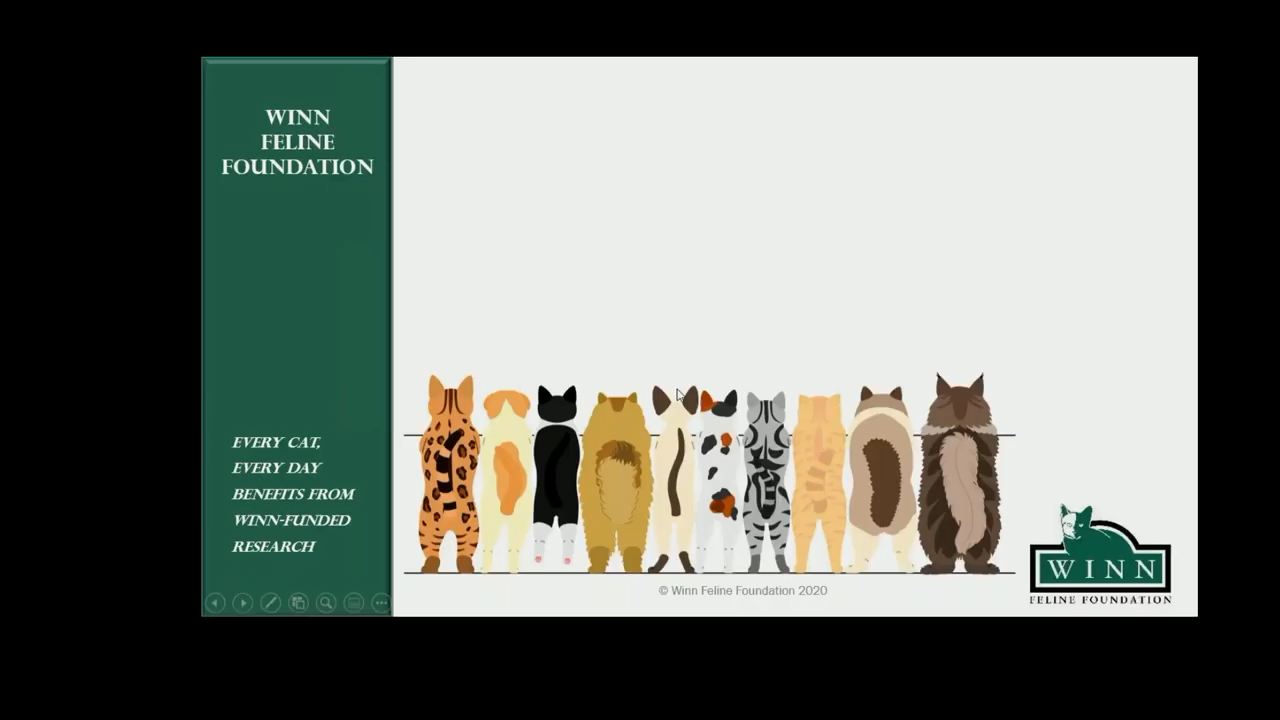 WINN
FELINE
FOUNDATION
EVERY CAT,
EVERY DAY
BENEFITS FROM
WINN-FUNDED
RESEARCH
© Winn Feline Foundation 2020
WINN
FELINE FOUNDATION